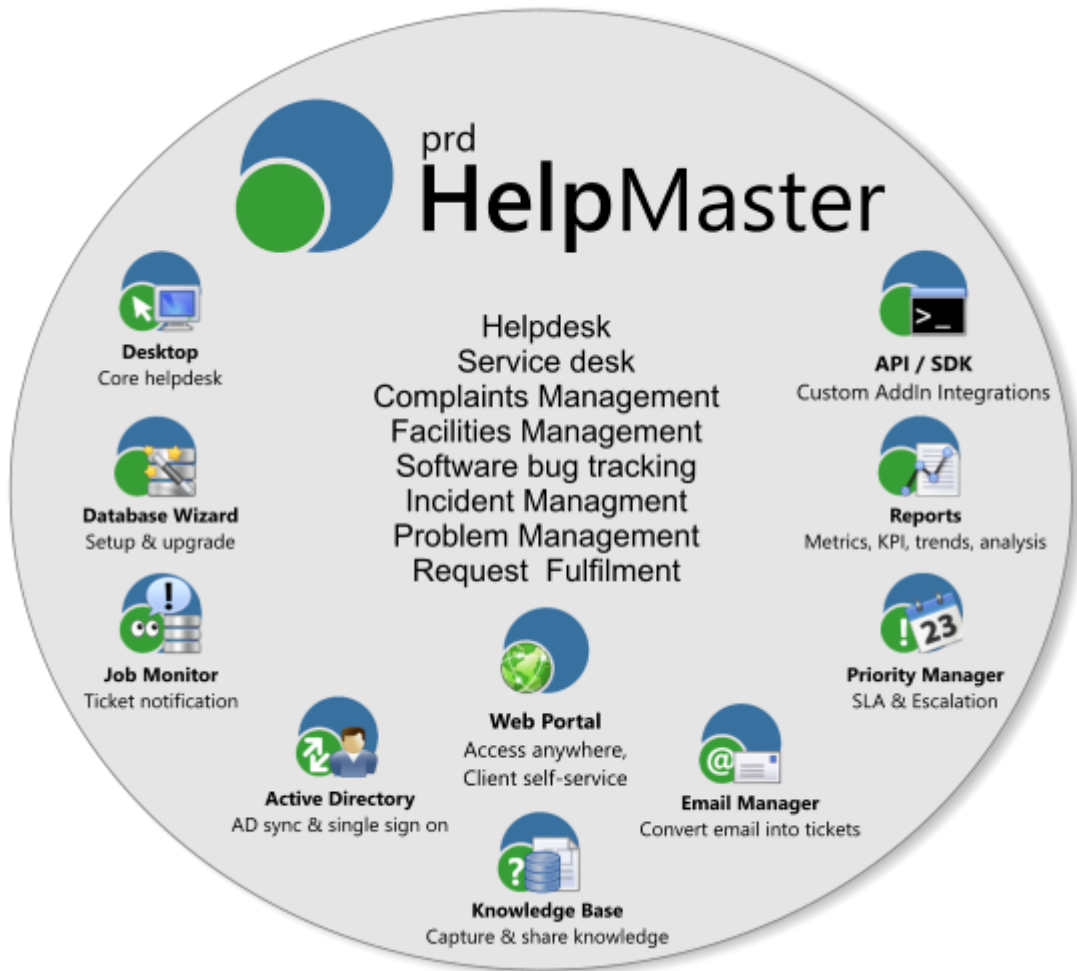 prd
HelpMaster
Desktop
Core helpdesk
Database Wizard
Setup & upgrade
Job Monitor
Ticket notification
Helpdesk
Service desk
Complaints Management
Facilities Management
Software bug tracking
Incident Managment
Problem Management
Request Fulfilment
>_
API / SDK
Custom AddIn Integrations
Reports
Metrics, KPI, trends, analysis
!
23
Priority Manager
SLA & Escalation
!
Active Directory
AD sync & single sign on
Web Portal
Access anywhere,
Client self-service
@
Email Manager
Convert email into tickets
?
Knowledge Base
Capture & share knowledge